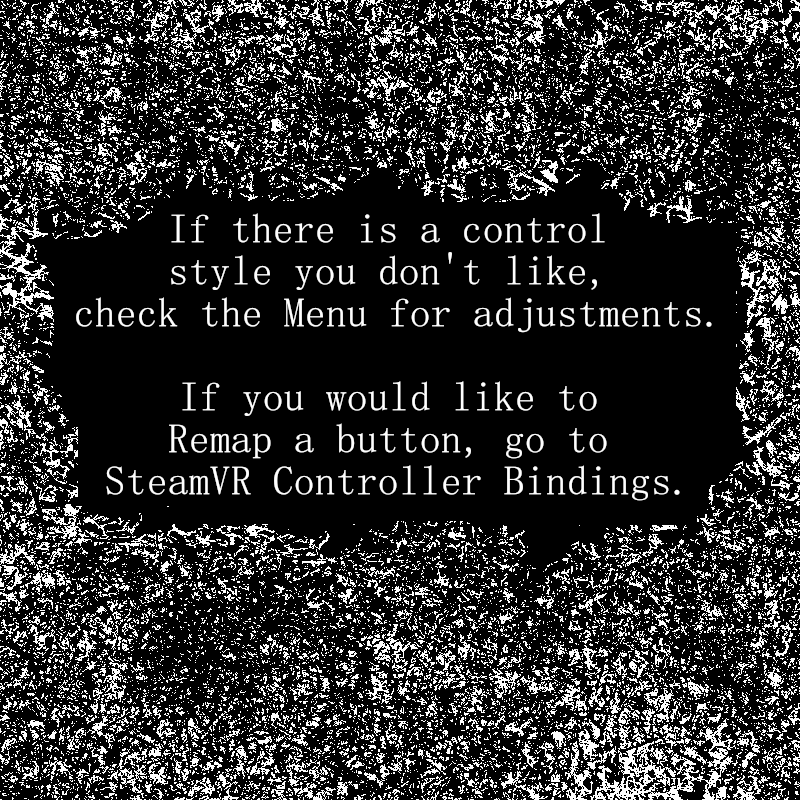 If there is a control
style you don't like,
check the Menu for adjustments.
If you would like to
Remap a button, go to
SteamVR Controller Bindings.